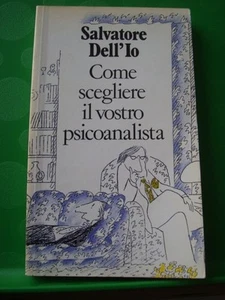 Salvatore
Dell'Io
Come
scegliere
il vostro
psicoanalista